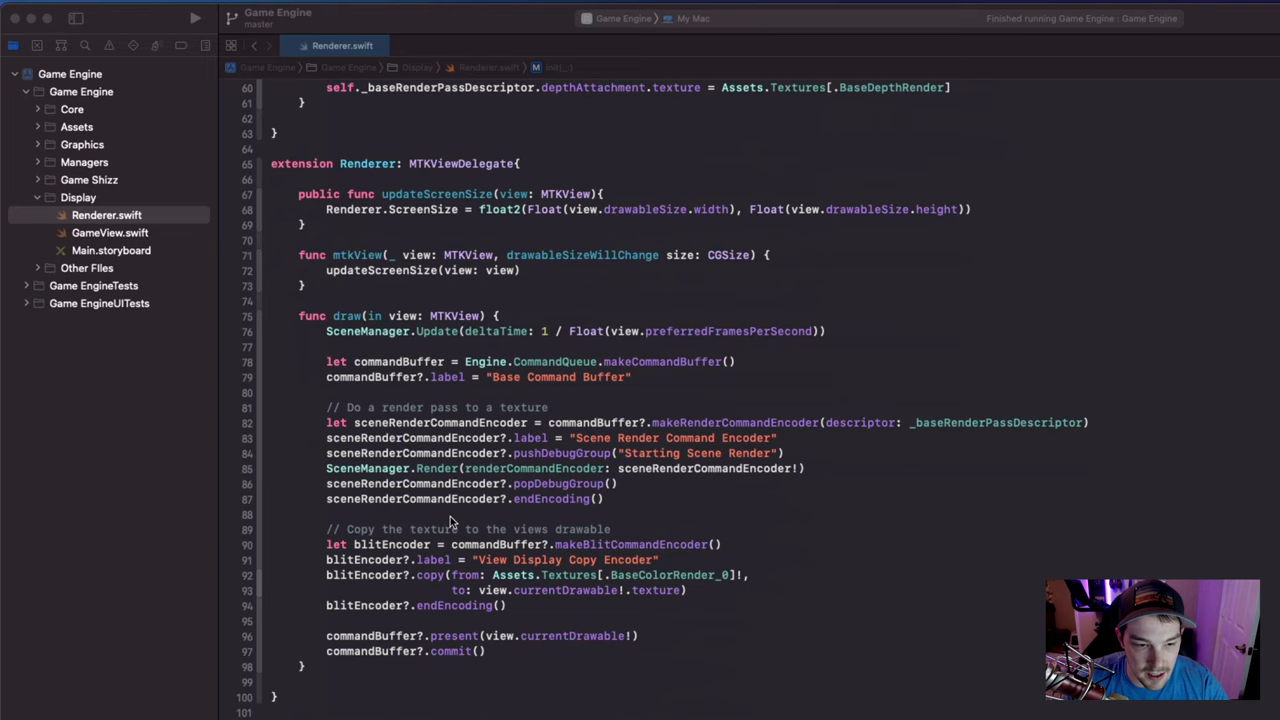 Game Engine
master
Game Engine
My Mac
Finished running Game Engine : Game Engine
Renderer.swift
Game Engine
Game Engine
Display
Renderer.swift
M init(_:)
Game Engine
Game Engine
Core
Assets
Graphics
Managers
Game Shizz
Display
Renderer.swift
GameView.swift
Main.storyboard
Other FIles
Game EngineTests
Game EngineUITests
60 self._baseRenderPassDescriptor.depthAttachment.texture = Assets.Textures[.BaseDepthRender]
61 }
62
63 }
64
65 extension Renderer: MTKViewDelegate{
66
67 public func updateScreenSize(view: MTKView){
68 Renderer.ScreenSize = float2(Float(view.drawableSize.width), Float(view.drawableSize.height))
69 }
70
71 func mtkView(_ view: MTKView, drawableSizeWillChange size: CGSize) {
72 updateScreenSize(view: view)
73 }
74
75 func draw(in view: MTKView) {
76 SceneManager.Update(deltaTime: 1 / Float(view.preferredFramesPerSecond))
77
78 let commandBuffer = Engine.CommandQueue.makeCommandBuffer()
79 commandBuffer?.label = "Base Command Buffer"
80
81 // Do a render pass to a texture
82 let sceneRenderCommandEncoder = commandBuffer?.makeRenderCommandEncoder(descriptor: _baseRenderPassDescriptor)
83 sceneRenderCommandEncoder?.label = "Scene Render Command Encoder"
84 sceneRenderCommandEncoder?.pushDebugGroup("Starting Scene Render")
85 SceneManager.Render(renderCommandEncoder: sceneRenderCommandEncoder!)
86 sceneRenderCommandEncoder?.popDebugGroup()
87 sceneRenderCommandEncoder?.endEncoding()
88
89 // Copy the texture to the views drawable
90 let blitEncoder = commandBuffer?.makeBlitCommandEncoder()
91 blitEncoder?.label = "View Display Copy Encoder"
92 blitEncoder?.copy(from: Assets.Textures[.BaseColorRender_0]!,
93 to: view.currentDrawable!.texture)
94 blitEncoder?.endEncoding()
95
96 commandBuffer?.present(view.currentDrawable!)
97 commandBuffer?.commit()
98 }
99
100 }
101